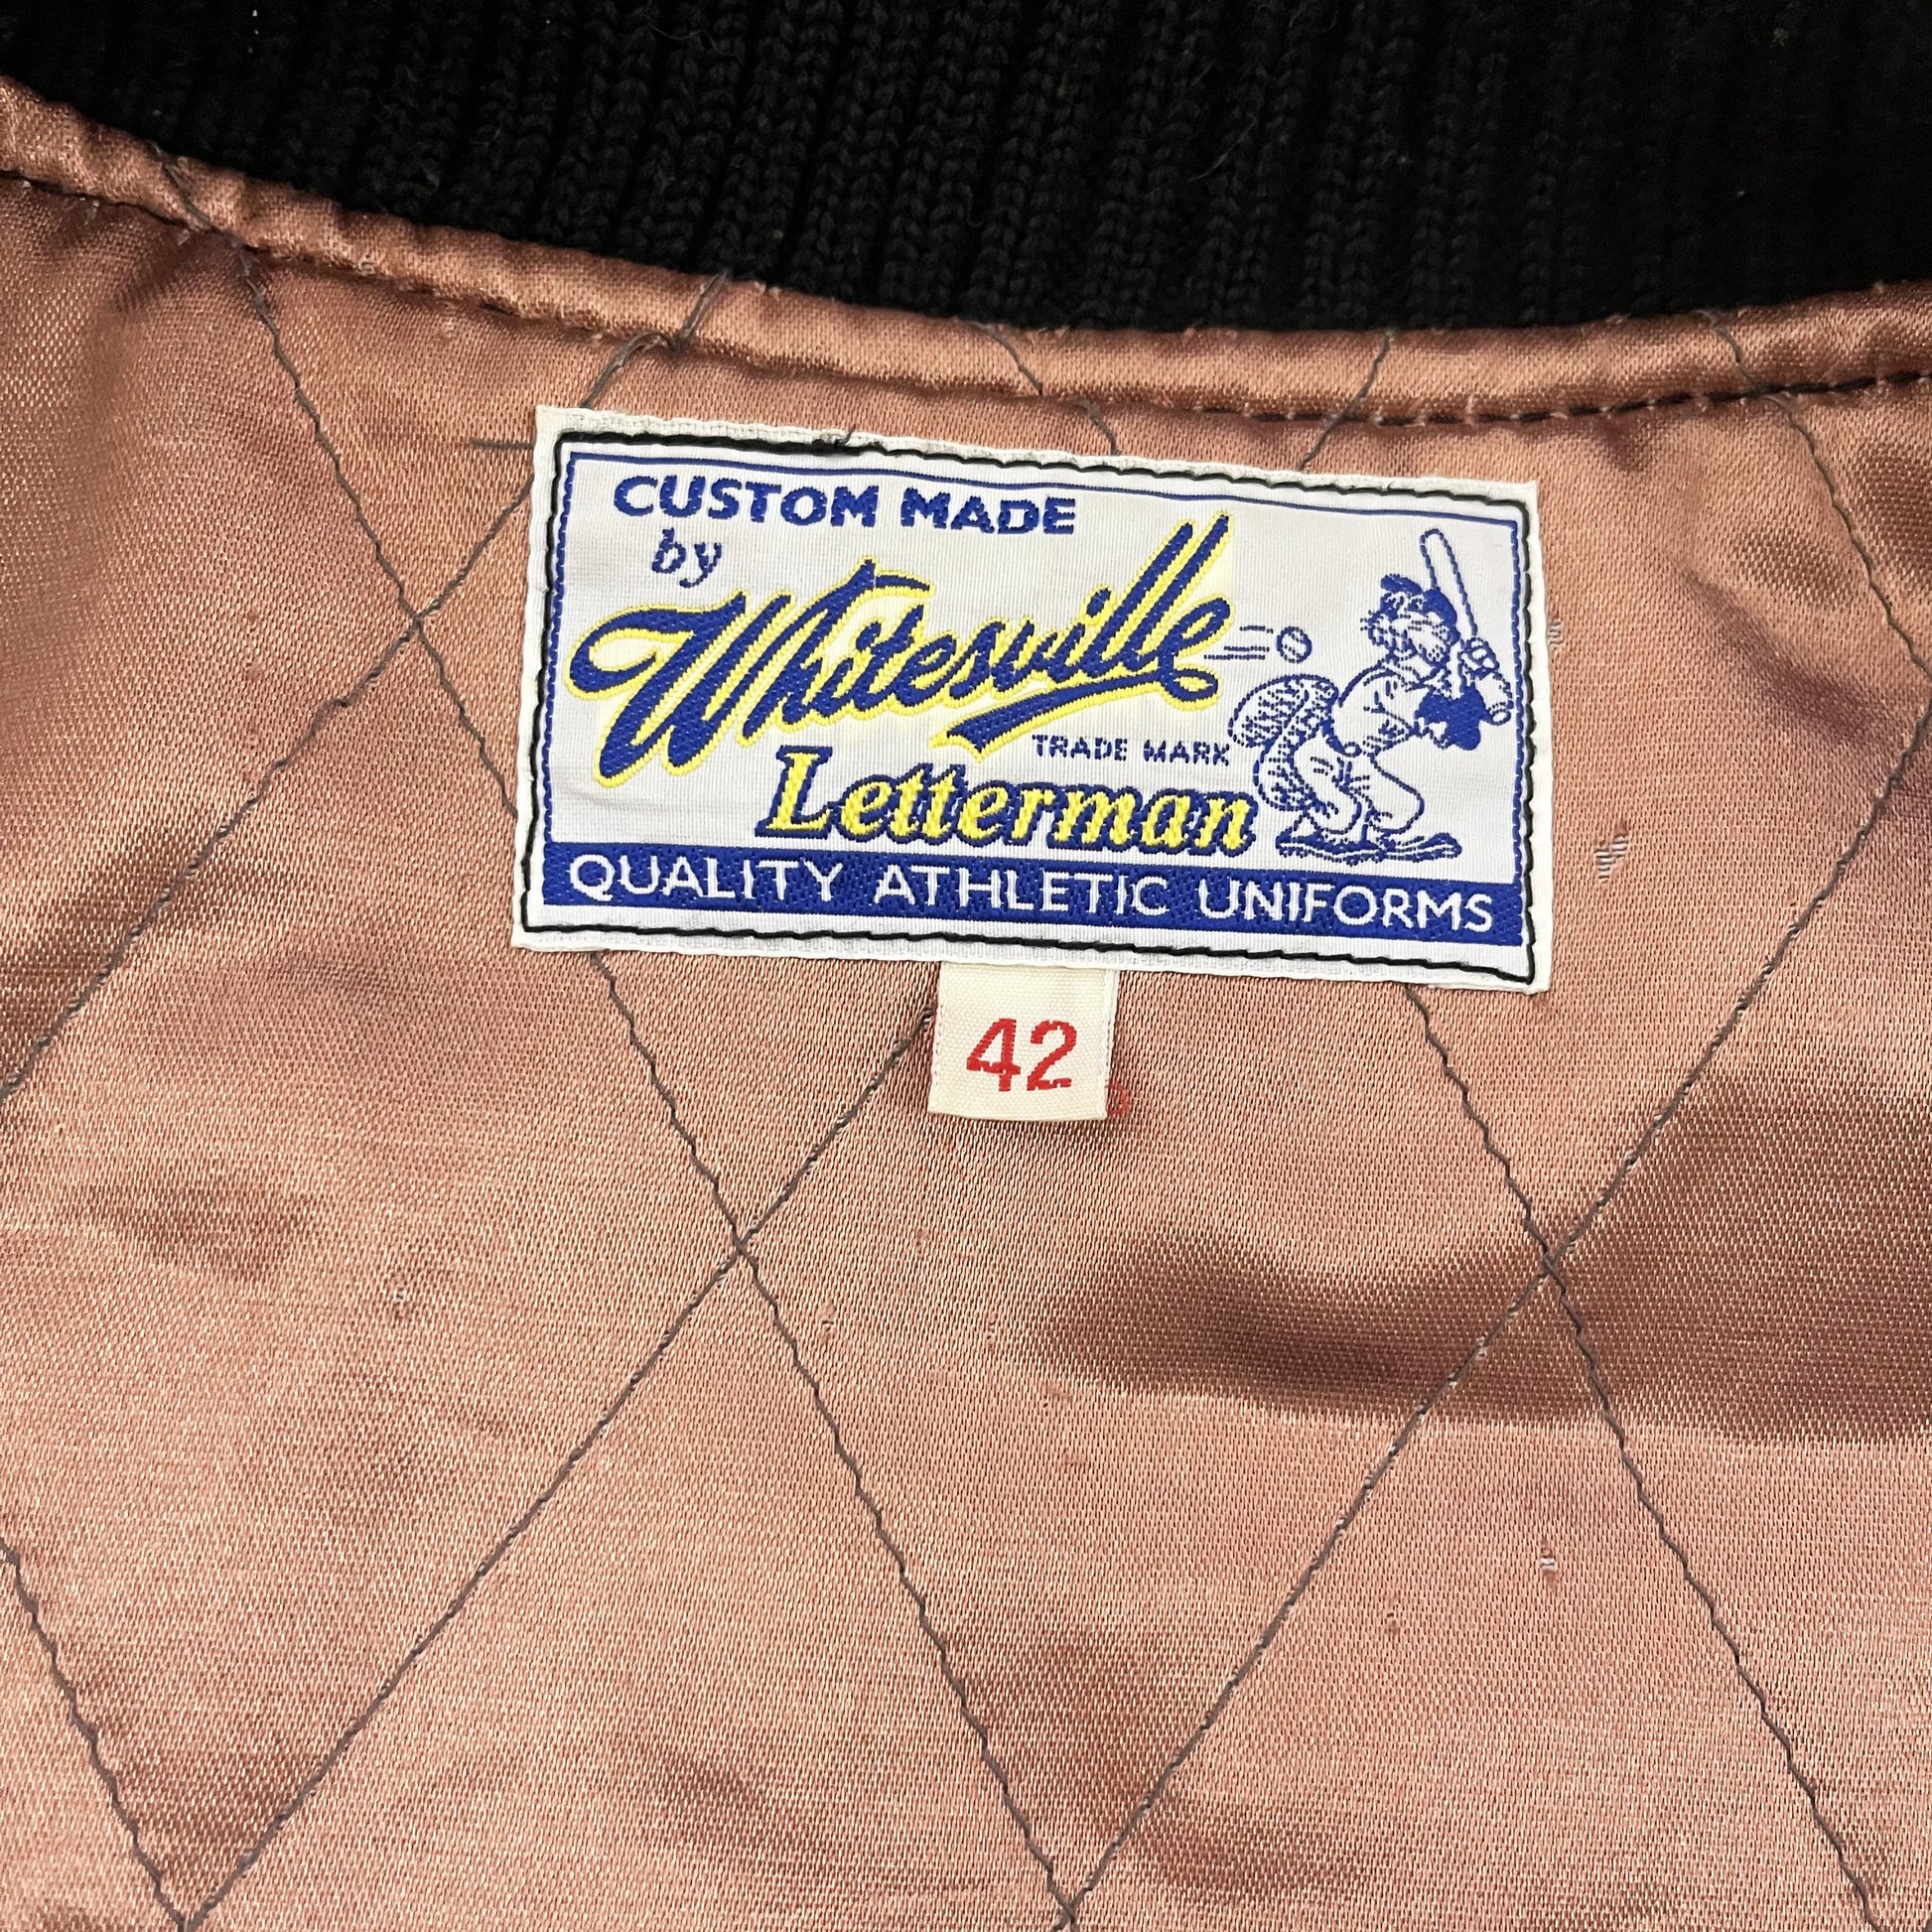 CUSTOM MADE
by
Whitesville
TRADE MARK
Letterman
QUALITY ATHLETIC UNIFORMS
42